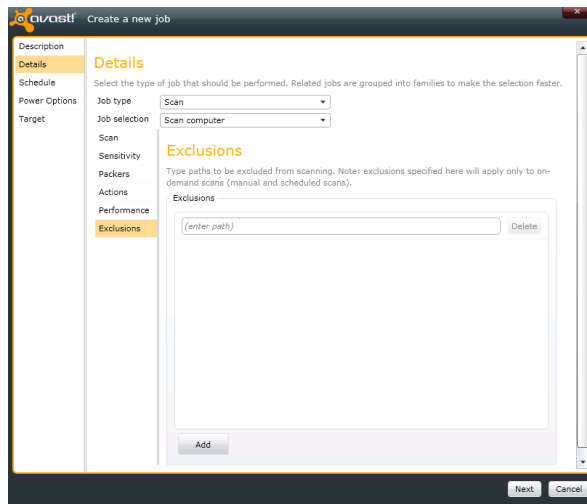 avast! Create a new job
Description
Details
Schedule
Power Options
Target
Details
Select the type of job that should be performed. Related jobs are grouped into families to make the selection faster.
Job type Scan
Job selection Scan computer
Scan
Sensitivity
Packers
Actions
Performance
Exclusions
Exclusions
Type paths to be excluded from scanning. Note: exclusions specified here will apply only to on-
demand scans (manual and scheduled scans).
Exclusions
(enter path) Delete
Add
Next Cancel